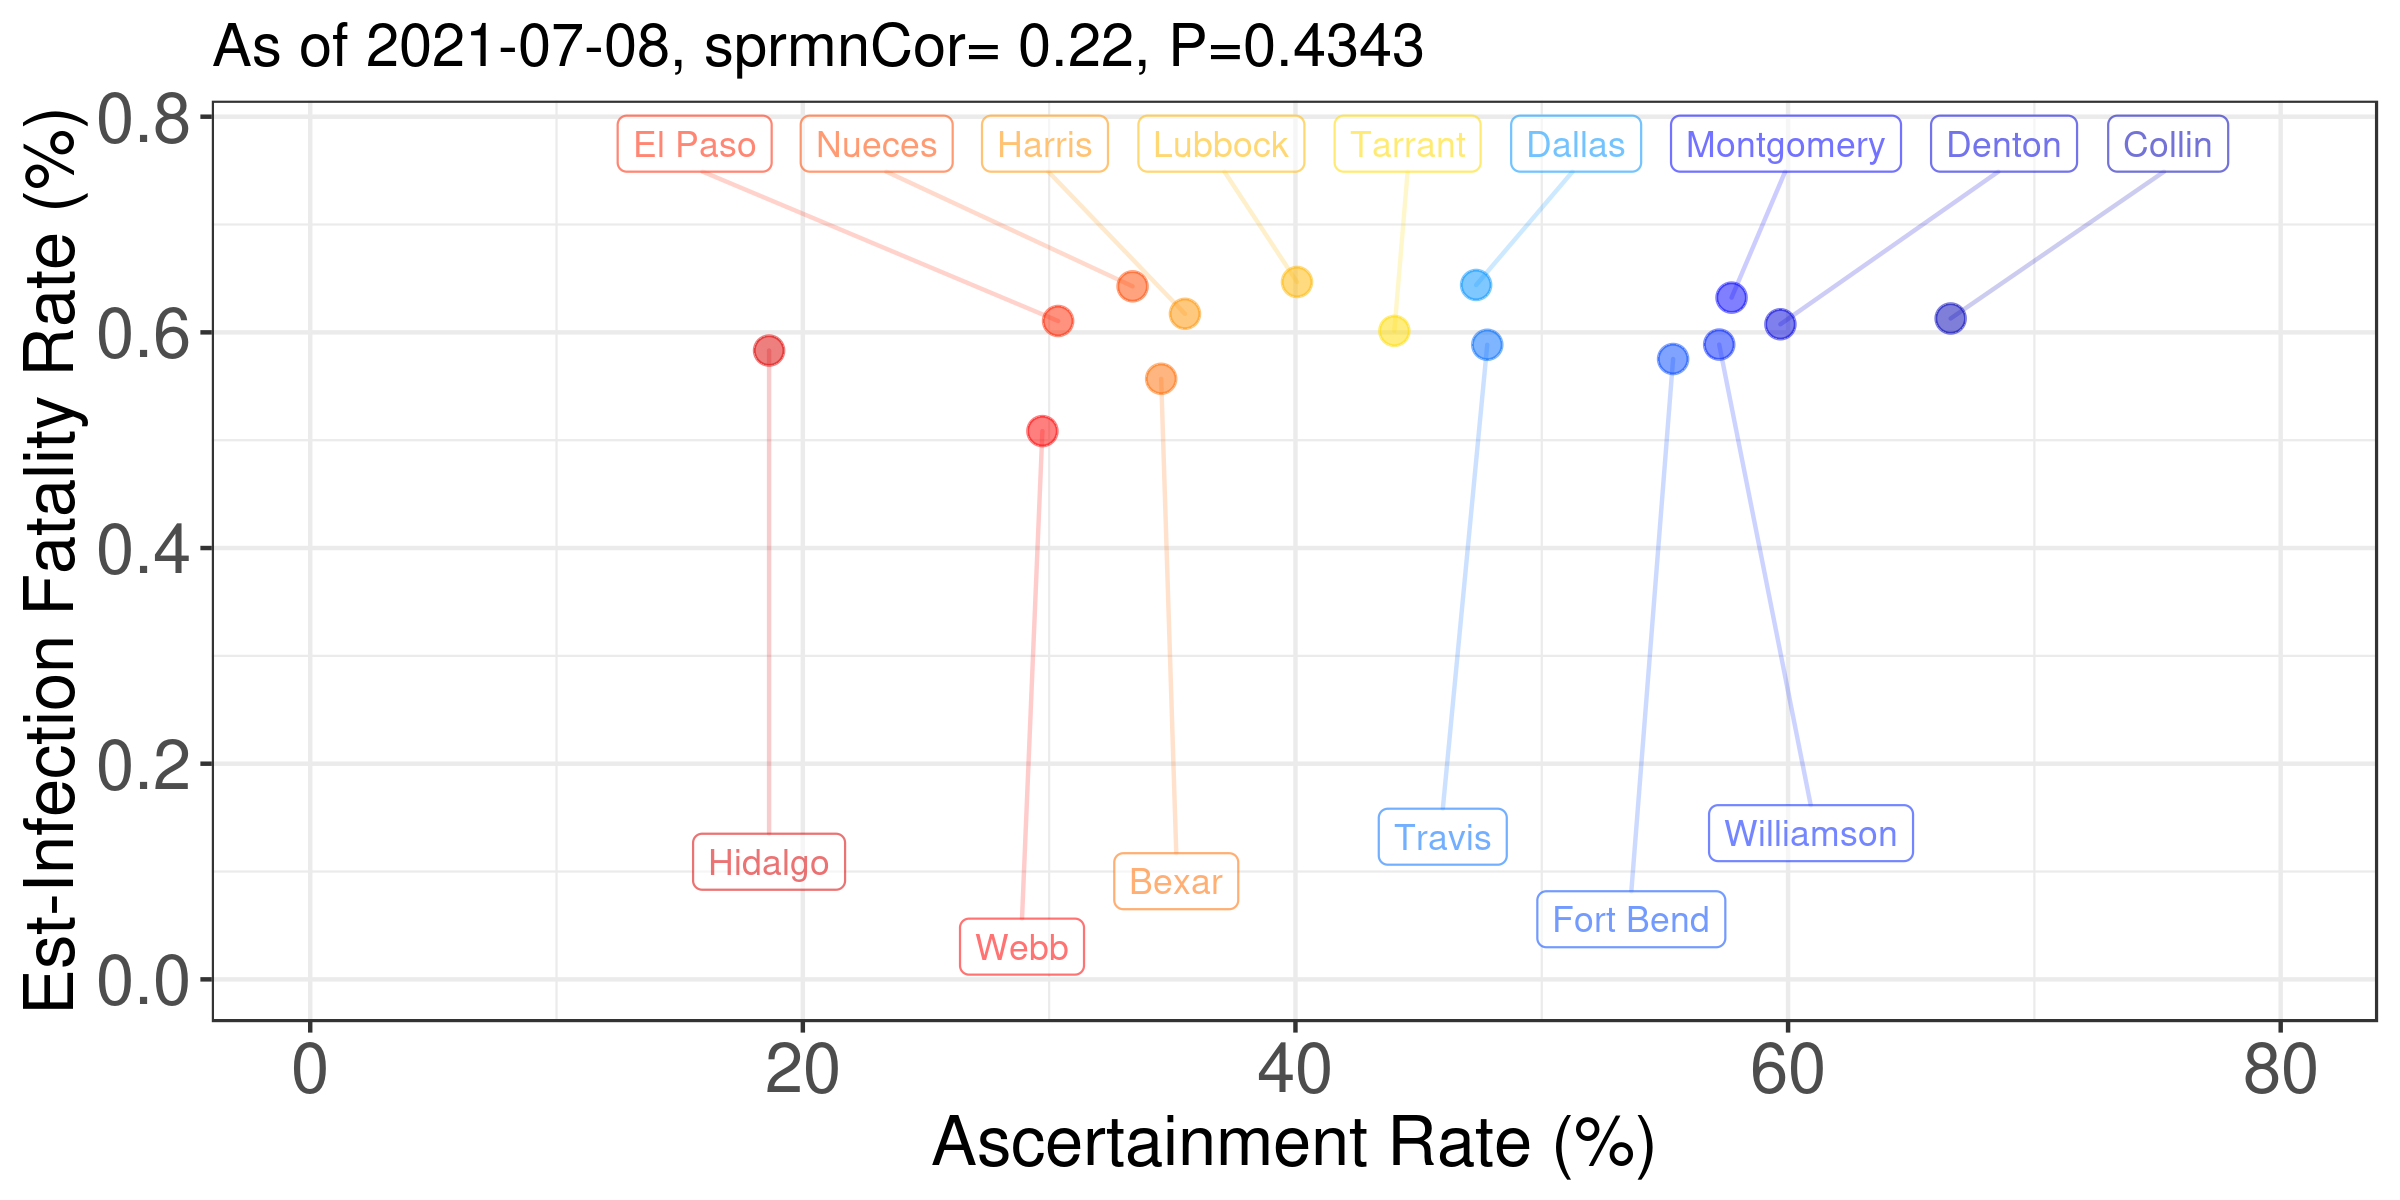 As of 2021-07-08, sprmnCor= 0.22, P=0.4343
Est-Infection Fatality Rate (%)
0.8
0.6
0.4
0.2
0.0
El Paso
Nueces
Harris
Lubbock
Tarrant
Dallas
Montgomery
Denton
Collin
Hidalgo
Webb
Bexar
Travis
Fort Bend
Williamson
0
20
40
60
80
Ascertainment Rate (%)